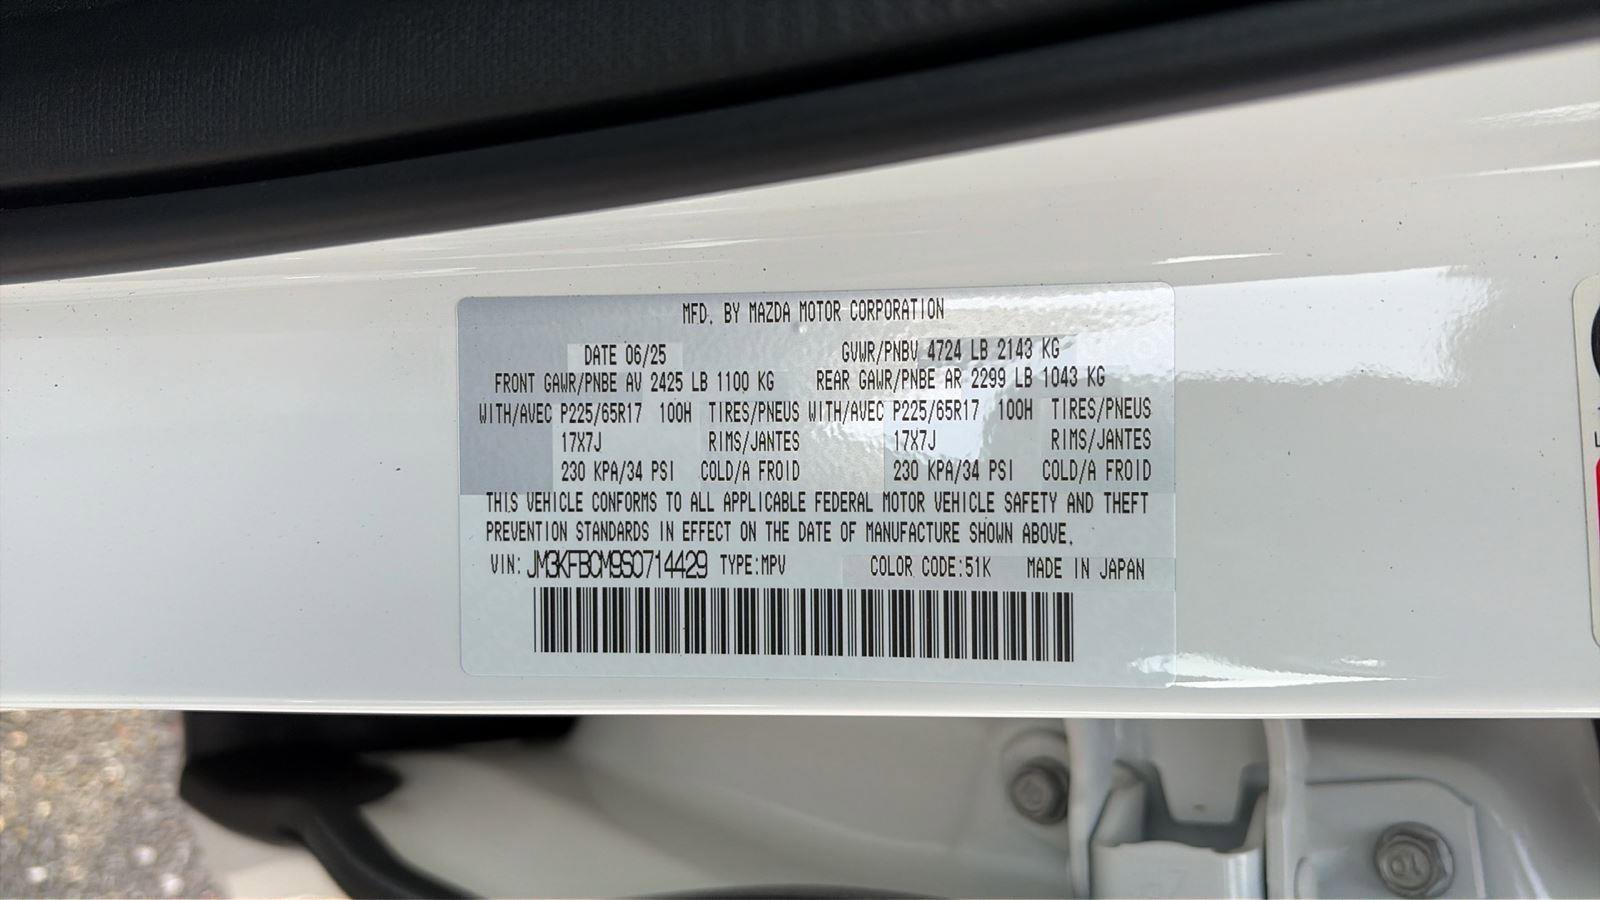 MFD. BY MAZDA MOTOR CORPORATION
DATE 06/25 GVWR/PNBV 4724 LB 2143 KG
FRONT GAWR/PNBE AV 2425 LB 1100 KG REAR GAWR/PNBE AR 2299 LB 1043 KG
WITH/AVEC P225/65R17 100H TIRES/PNEUS WITH/AVEC P225/65R17 100H TIRES/PNEUS
17X7J RIMS/JANTES 17X7J RIMS/JANTES
230 KPA/34 PSI COLD/A FROID 230 KPA/34 PSI COLD/A FROID
THIS VEHICLE CONFORMS TO ALL APPLICABLE FEDERAL MOTOR VEHICLE SAFETY AND THEFT
PREVENTION STANDARDS IN EFFECT ON THE DATE OF MANUFACTURE SHOWN ABOVE.
VIN: JM3KFBCM9S0714429 TYPE:MPV COLOR CODE:51K MADE IN JAPAN